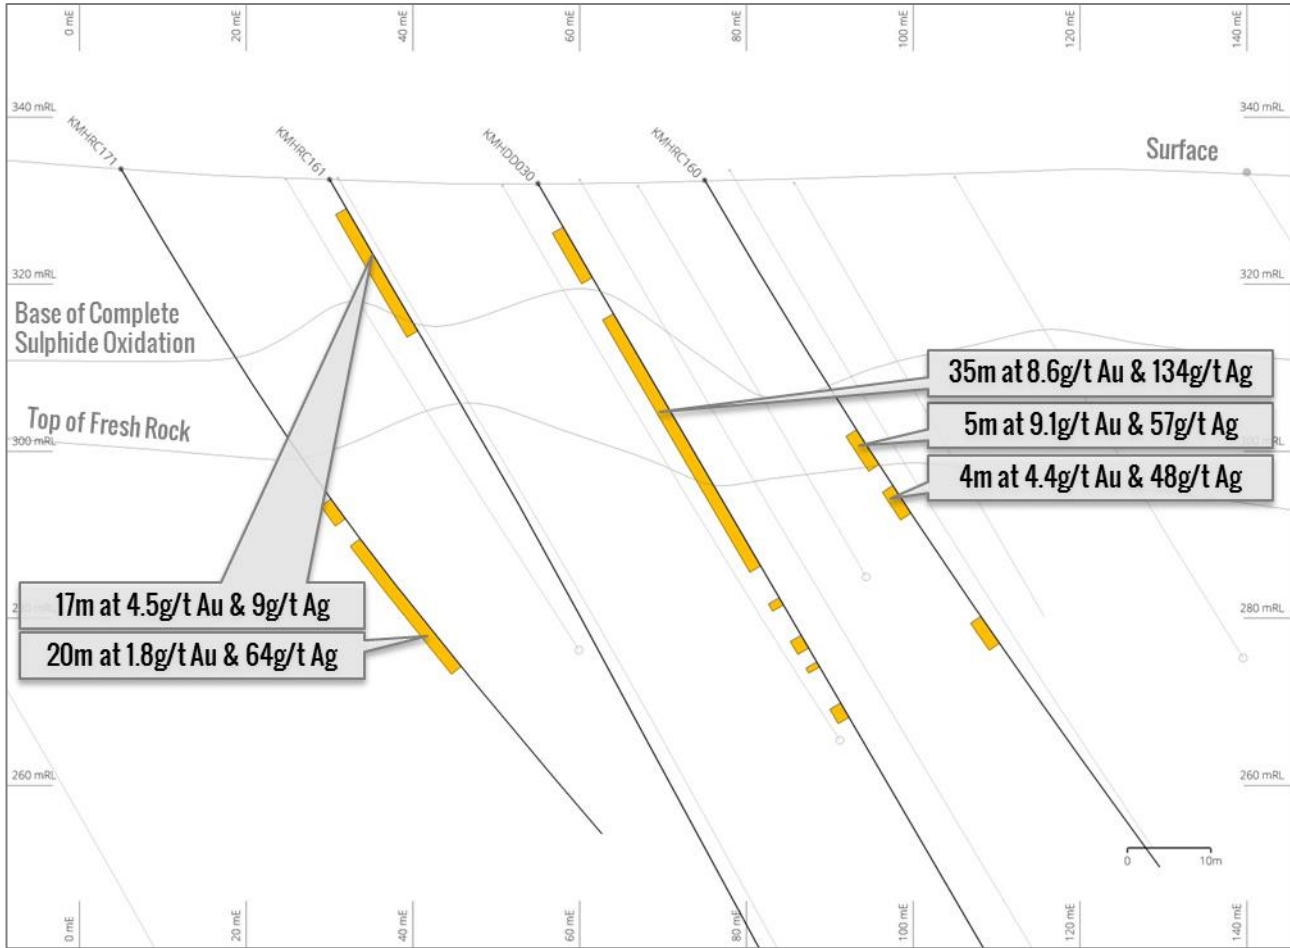 0 mE
20 mE
40 mE
60 mE
80 mE
100 mE
120 mE
140 mE
340 mRL
340 mRL
KMHRC171
KMHRC161
KMHDD030
KMHRC160
Surface
320 mRL
320 mRL
Base of Complete
Sulphide Oxidation
35m at 8.6g/t Au & 134g/t Ag
Top of Fresh Rock
5m at 9.1g/t Au & 57g/t Ag
300 mRL
4m at 4.4g/t Au & 48g/t Ag
17m at 4.5g/t Au & 9g/t Ag
280 mRL
20m at 1.8g/t Au & 64g/t Ag
260 mRL
260 mRL
0 10m
0 mE
20 mE
40 mE
60 mE
80 mE
100 mE
120 mE
140 mE